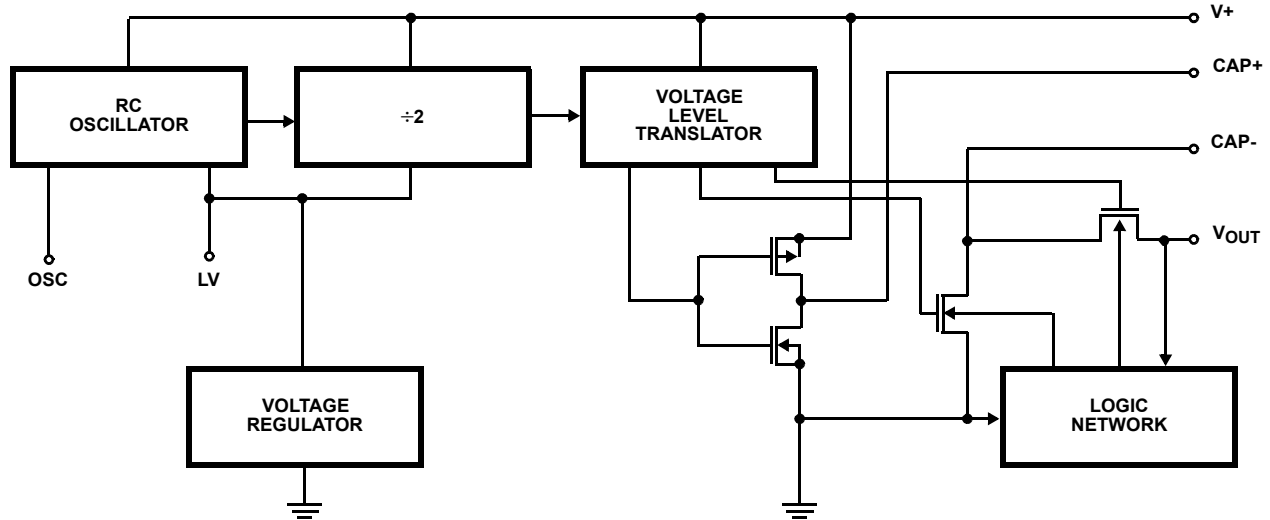 V+
CAP+
RC
OSCILLATOR
÷2
VOLTAGE
LEVEL
TRANSLATOR
CAP-
VOUT
OSC
LV
VOLTAGE
REGULATOR
LOGIC
NETWORK